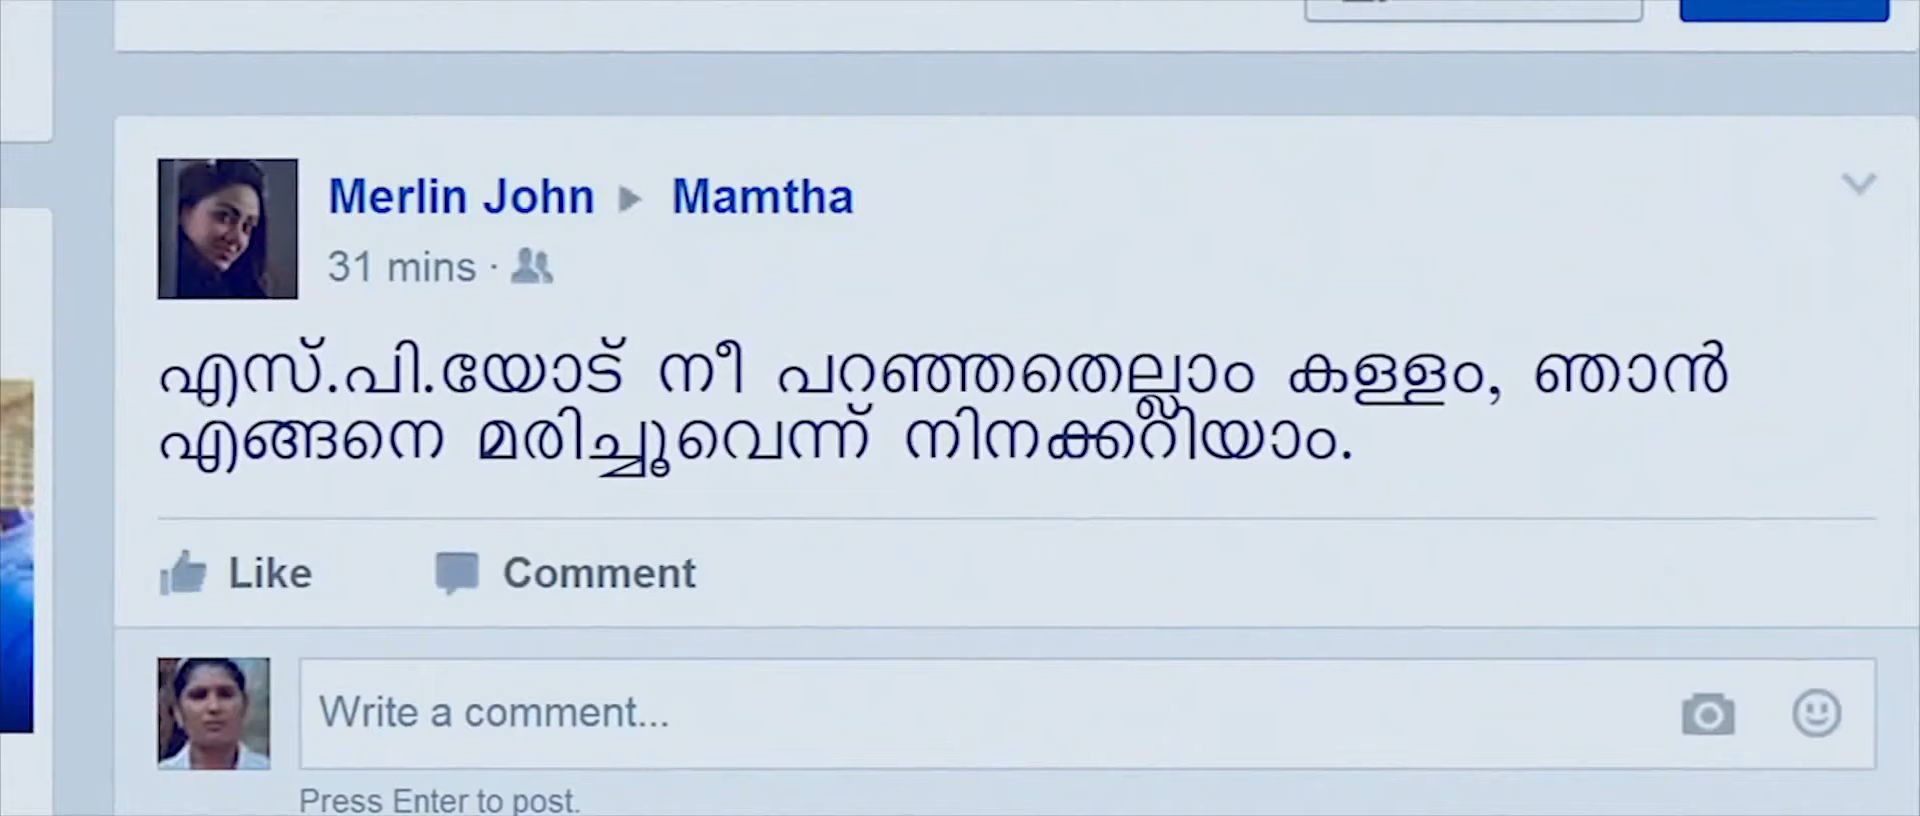 Merlin John ▶ Mamtha
31 mins ·
എസ്.പി.യോട് നീ പറഞ്ഞതെല്ലാം കള്ളം, ഞാൻ
എങ്ങനെ മരിച്ചൂവെന്ന് നിനക്കറിയാം.
Like Comment
Write a comment...
Press Enter to post.